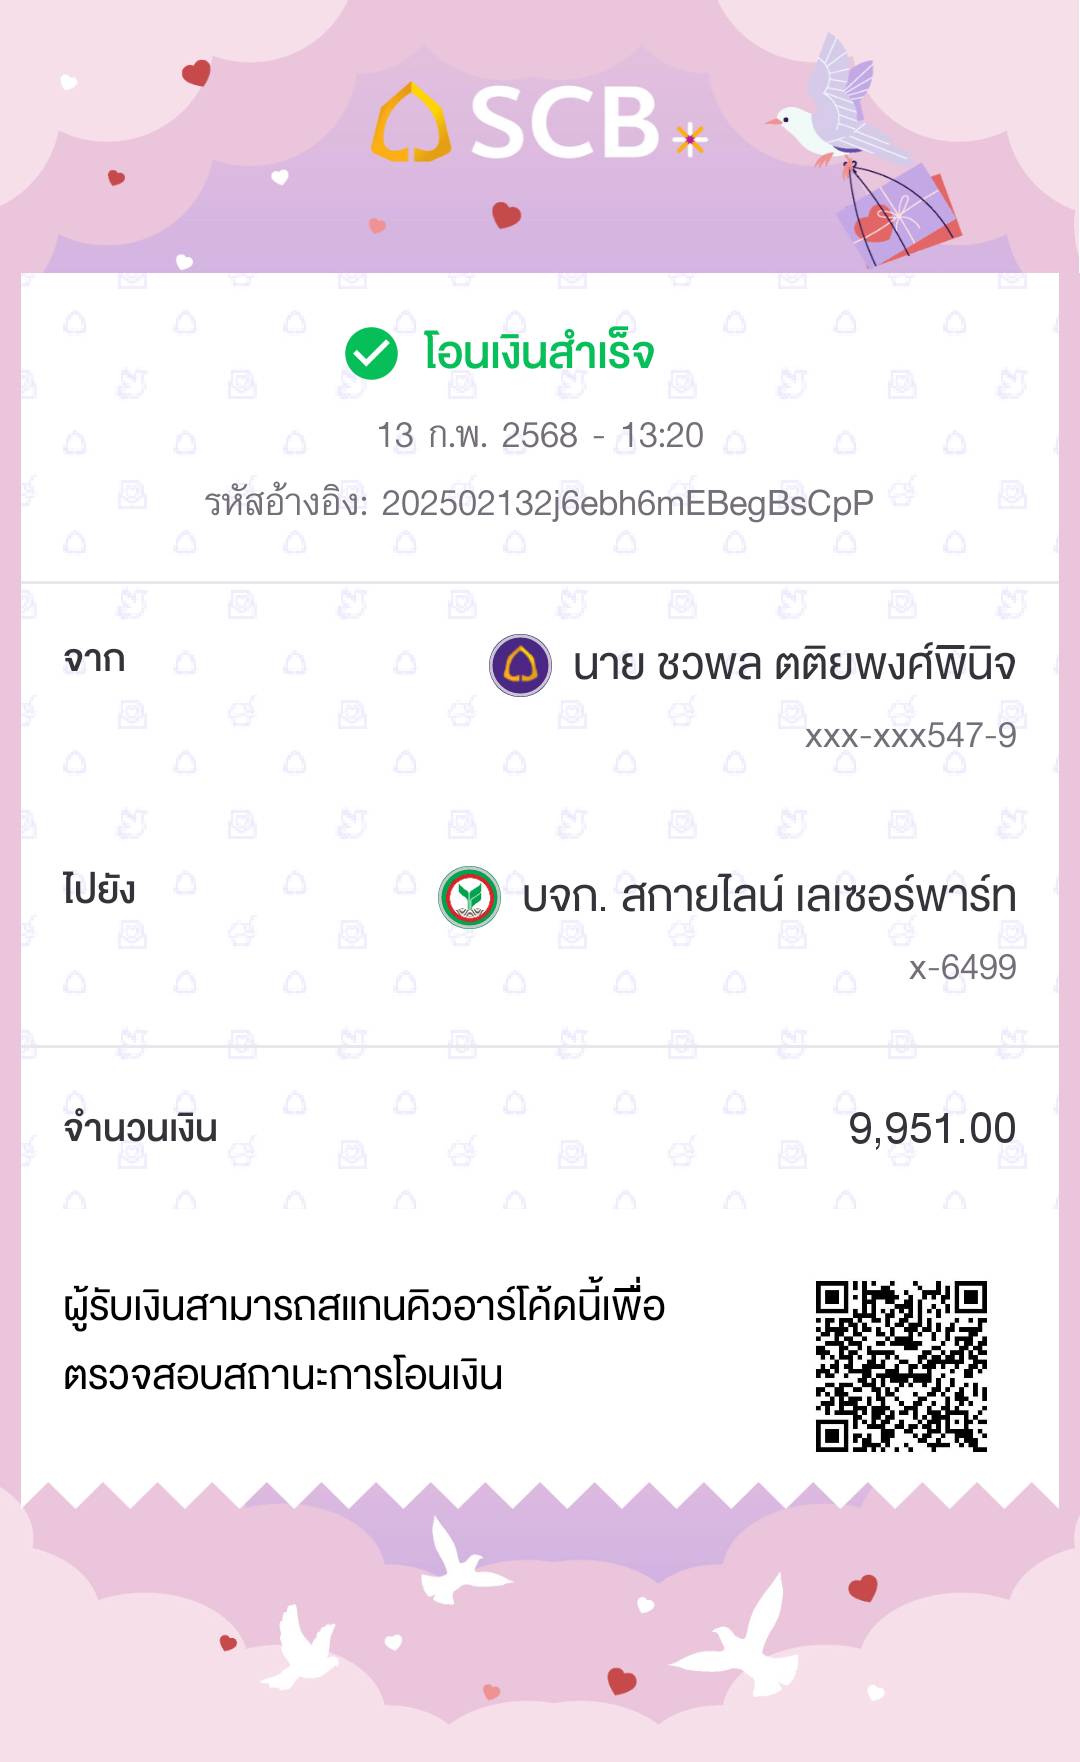 SCB
โอนเงินสำเร็จ
13 ก.พ. 2568 - 13:20
รหัสอ้างอิง: 202502132j6ebh6mEBegBsCpP
จาก
นาย ชวพล ตติยพงศ์พินิจ
xxx-xxx547-9
ไปยัง
บจก. สกายไลน์ เลเซอร์พาร์ท
x-6499
จำนวนเงิน
9,951.00
ผู้รับเงินสามารถสแกนคิวอาร์โค้ดนี้เพื่อ
ตรวจสอบสถานะการโอนเงิน